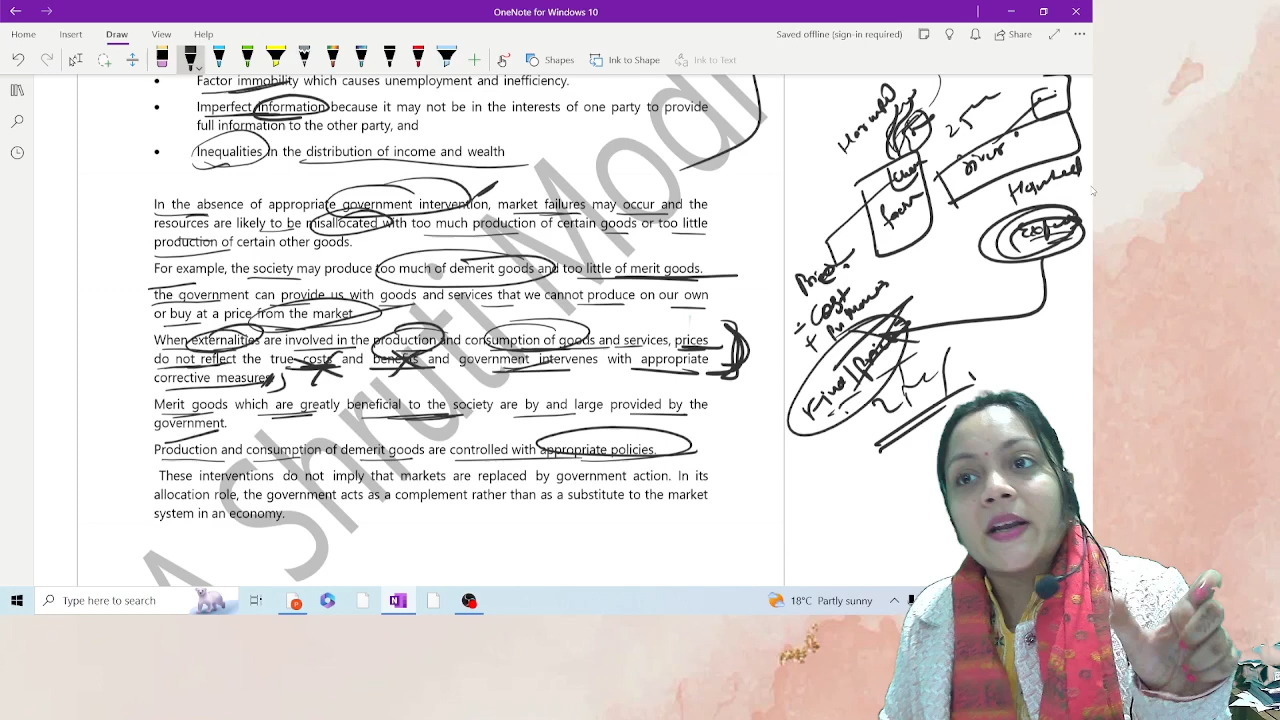 OneNote for Windows 10
Home Insert Draw View Help
Saved offline (sign-in required)
Share
Shapes
Ink to Shape
Ink to Text
• Factor immobility which causes unemployment and inefficiency.
• Imperfect information because it may not be in the interests of one party to provide
full information to the other party, and
• Inequalities in the distribution of income and wealth
In the absence of appropriate government intervention, market failures may occur and the
resources are likely to be misallocated with too much production of certain goods or too little
production of certain other goods.
For example, the society may produce too much of demerit goods and too little of merit goods.
the government can provide us with goods and services that we cannot produce on our own
or buy at a price from the market.
When externalities are involved in the production and consumption of goods and services, prices
do not reflect the true costs and benefits and government intervenes with appropriate
corrective measures
Merit goods which are greatly beneficial to the society are by and large provided by the
government.
Production and consumption of demerit goods are controlled with appropriate policies.
These interventions do not imply that markets are replaced by government action. In its
allocation role, the government acts as a complement rather than as a substitute to the market
system in an economy.
A Shruti Modi
Price
= cost
Final
Type here to search
18°C Partly sunny